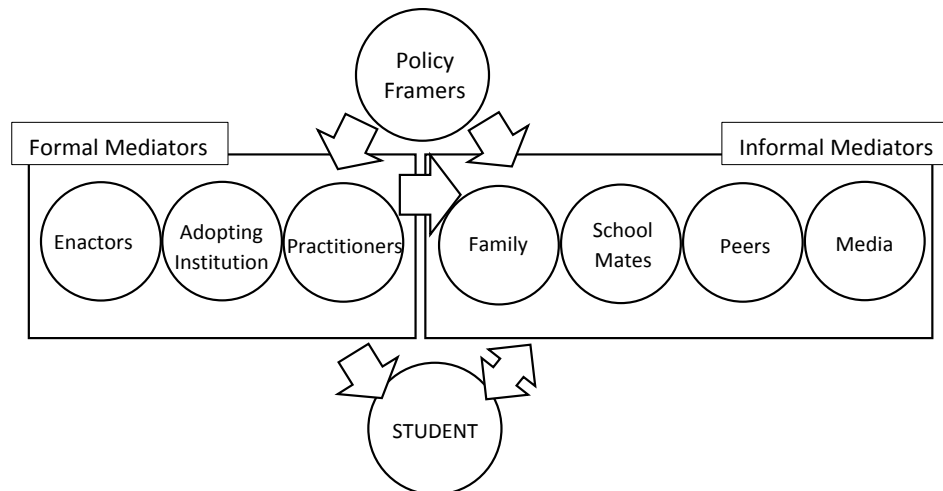 Policy
Framers
Formal Mediators
Informal Mediators
Enactors
Adopting
Institution
Practitioners
Family
School
Mates
Peers
Media
STUDENT